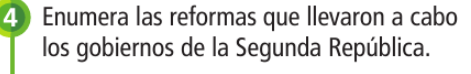 4 Enumera las reformas que llevaron a cabo
los gobiernos de la Segunda República.